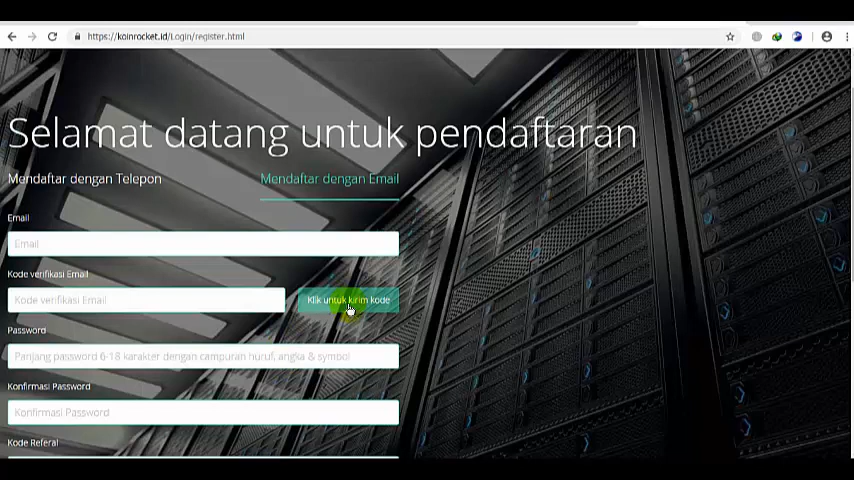 https://koinrocket.id/Login/register.html
Selamat datang untuk pendaftaran
Mendaftar dengan Telepon
Mendaftar dengan Email
Email
Email
Kode verifikasi Email
Kode verifikasi Email
Klik untuk kirim kode
Password
Panjang password 6-18 karakter dengan campuran huruf, angka & symbol
Konfirmasi Password
Konfirmasi Password
Kode Referal